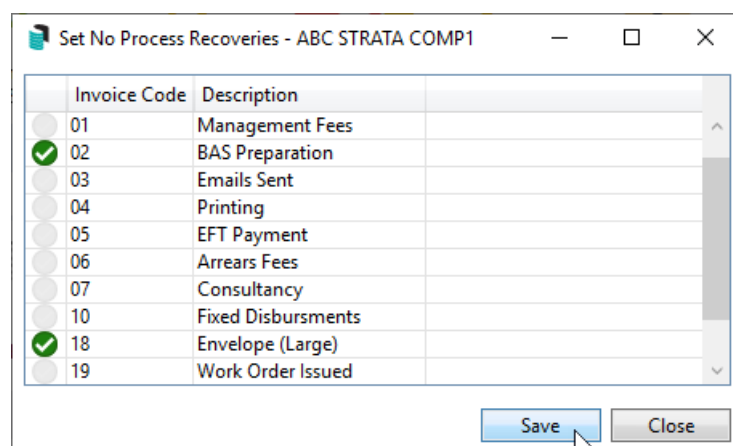 Set No Process Recoveries - ABC STRATA COMP1
Invoice Code Description
01 Management Fees
02 BAS Preparation
03 Emails Sent
04 Printing
05 EFT Payment
06 Arrears Fees
07 Consultancy
10 Fixed Disbursments
18 Envelope (Large)
19 Work Order Issued
Save Close